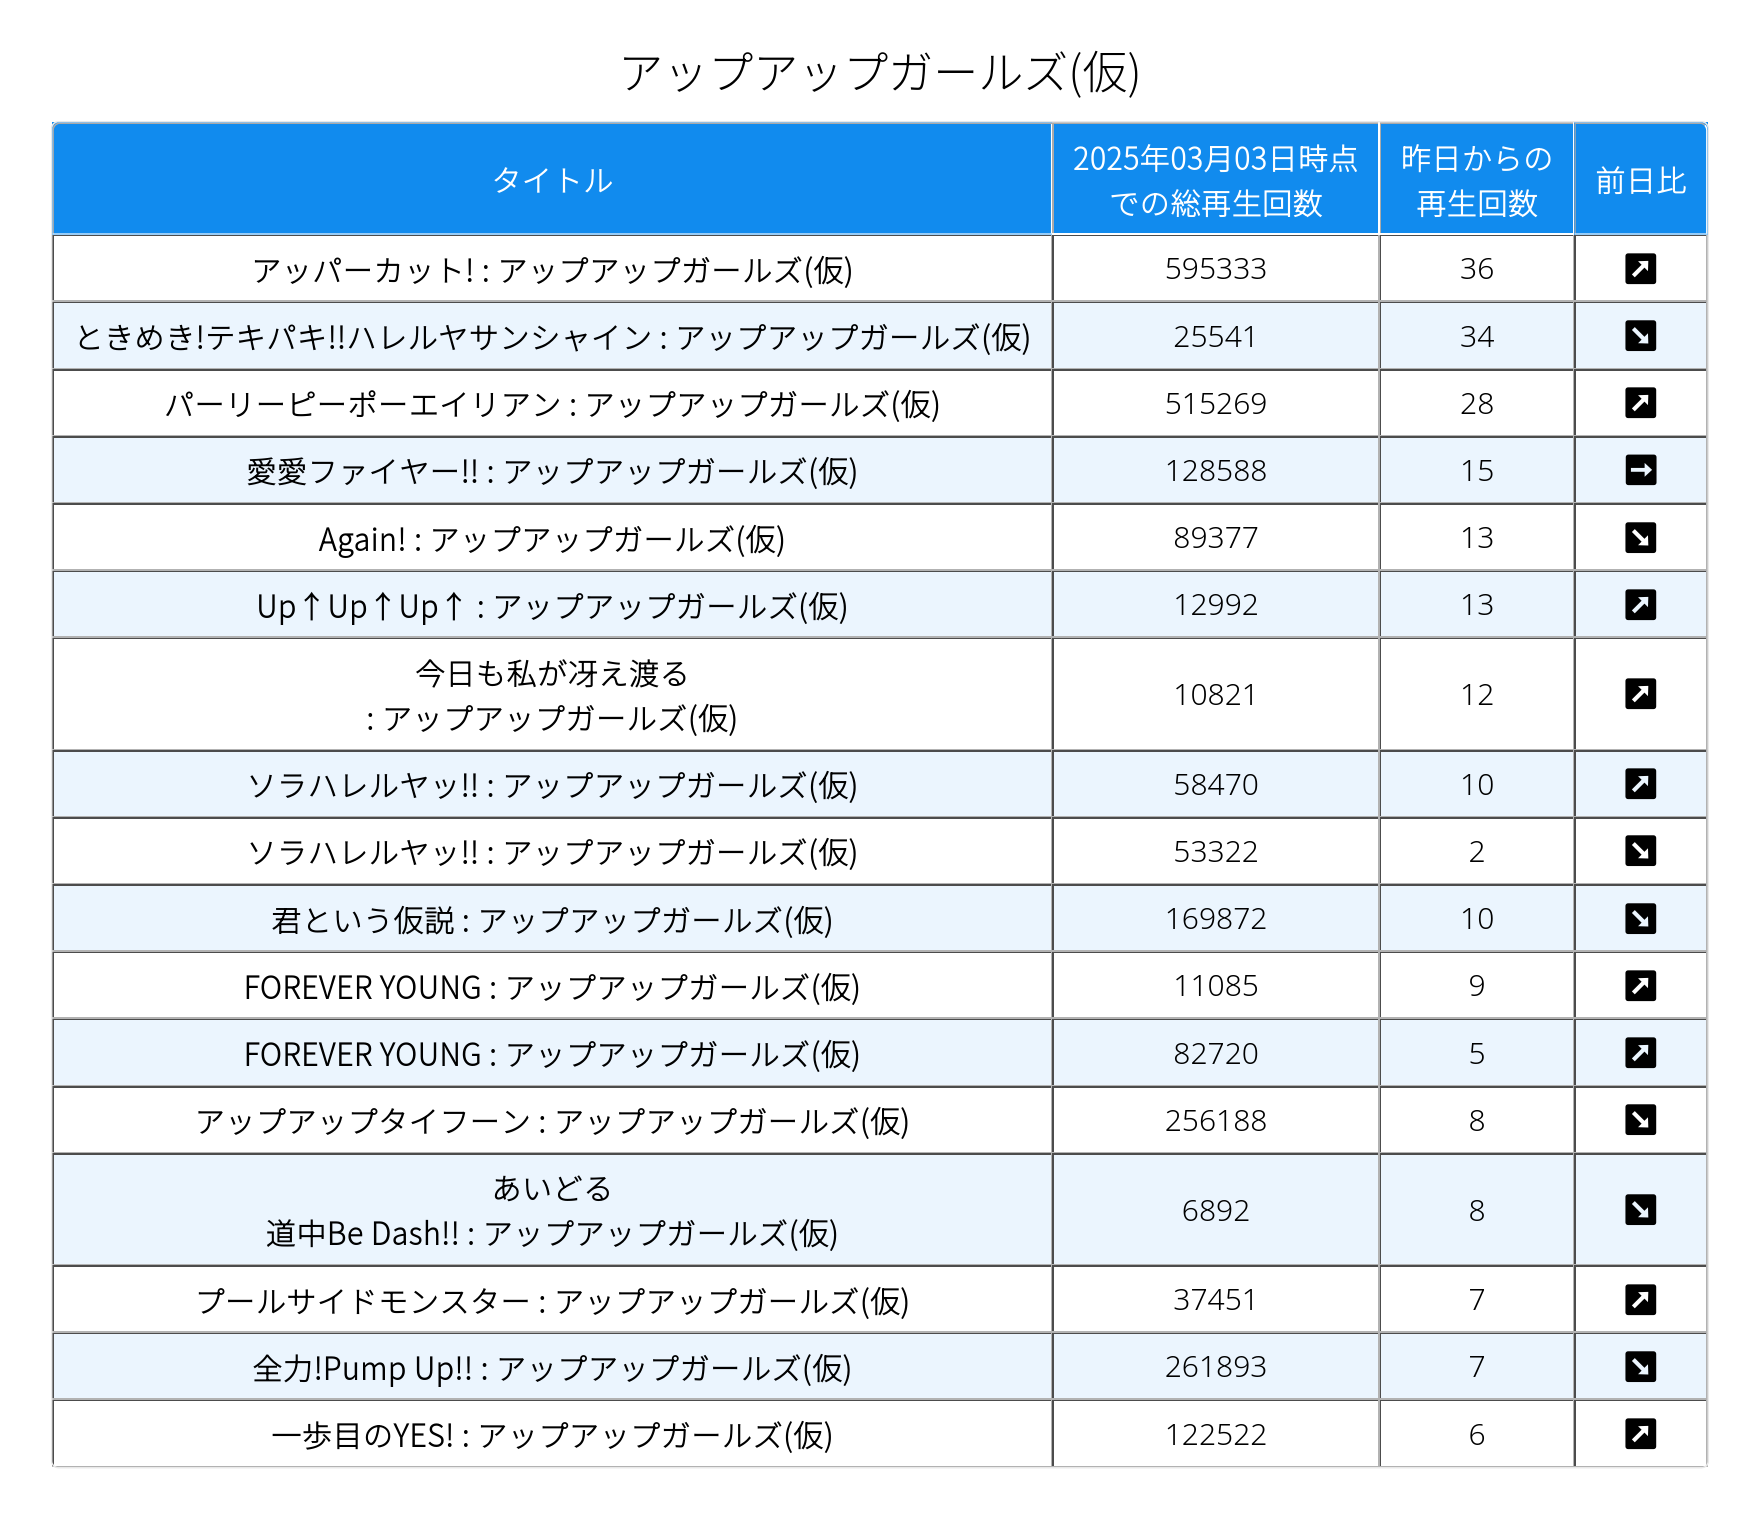 アップアップガールズ(仮)
タイトル
2025年03月03日時点
での総再生回数
昨日からの
再生回数
前日比
アッパーカット! : アップアップガールズ(仮) 595333 36 ↗
ときめき!テキパキ!!ハレルヤサンシャイン : アップアップガールズ(仮) 25541 34 ↘
パーリーピーポーエイリアン : アップアップガールズ(仮) 515269 28 ↗
愛愛ファイヤー!! : アップアップガールズ(仮) 128588 15 →
Again! : アップアップガールズ(仮) 89377 13 ↘
Up↑Up↑Up↑ : アップアップガールズ(仮) 12992 13 ↗
今日も私が冴え渡る
: アップアップガールズ(仮) 10821 12 ↗
ソラハレルヤッ!! : アップアップガールズ(仮) 58470 10 ↗
ソラハレルヤッ!! : アップアップガールズ(仮) 53322 2 ↘
君という仮説 : アップアップガールズ(仮) 169872 10 ↘
FOREVER YOUNG : アップアップガールズ(仮) 11085 9 ↗
FOREVER YOUNG : アップアップガールズ(仮) 82720 5 ↗
アップアップタイフーン : アップアップガールズ(仮) 256188 8 ↘
あいどる
道中Be Dash!! : アップアップガールズ(仮) 6892 8 ↘
プールサイドモンスター : アップアップガールズ(仮) 37451 7 ↗
全力!Pump Up!! : アップアップガールズ(仮) 261893 7 ↘
一歩目のYES! : アップアップガールズ(仮) 122522 6 ↗